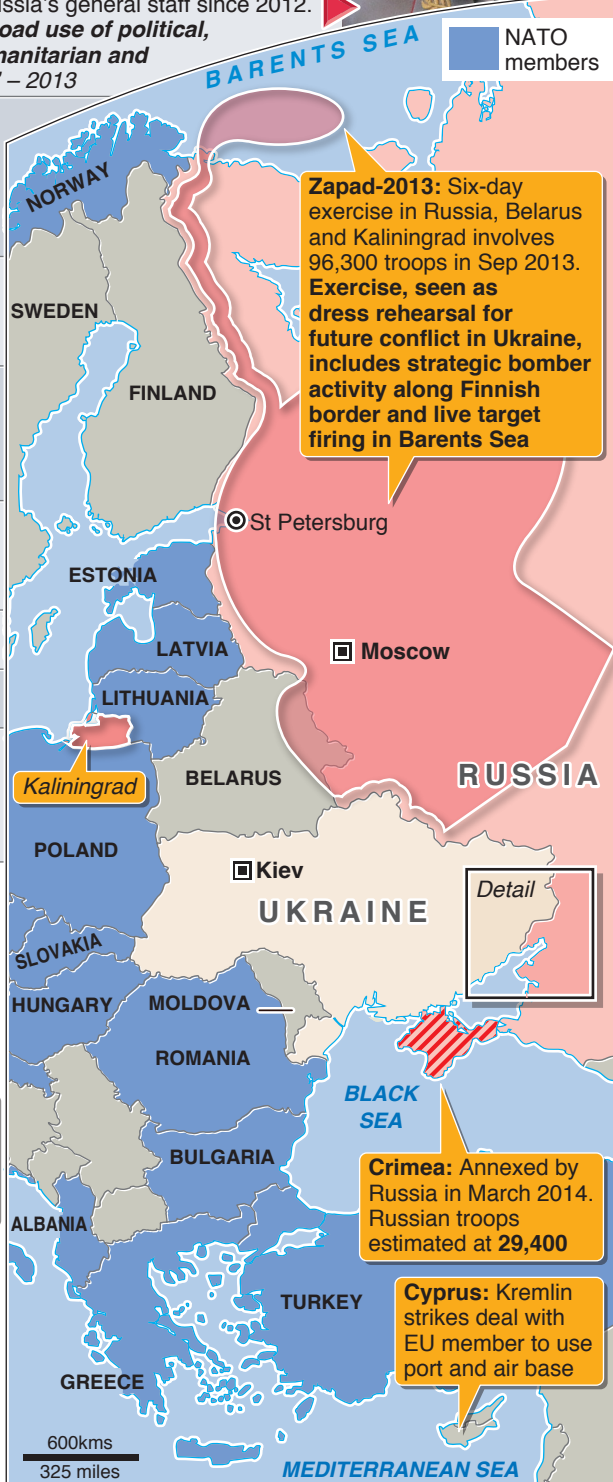 ussia's general staff since 2012.
oad use of political,
manitarian and
– 2013
NATO
members
BARENTS SEA
NORWAY
Zapad-2013: Six-day
exercise in Russia, Belarus
and Kaliningrad involves
96,300 troops in Sep 2013.
Exercise, seen as
dress rehearsal for
future conflict in Ukraine,
includes strategic bomber
activity along Finnish
border and live target
firing in Barents Sea
SWEDEN
FINLAND
St Petersburg
ESTONIA
LATVIA
Moscow
LITHUANIA
Kaliningrad
BELARUS
RUSSIA
POLAND
Kiev
UKRAINE
Detail
SLOVAKIA
HUNGARY
MOLDOVA
ROMANIA
BLACK
SEA
BULGARIA
Crimea: Annexed by
Russia in March 2014.
Russian troops
estimated at 29,400
ALBANIA
TURKEY
Cyprus: Kremlin
strikes deal with
EU member to use
port and air base
GREECE
600kms
325 miles
MEDITERRANEAN SEA